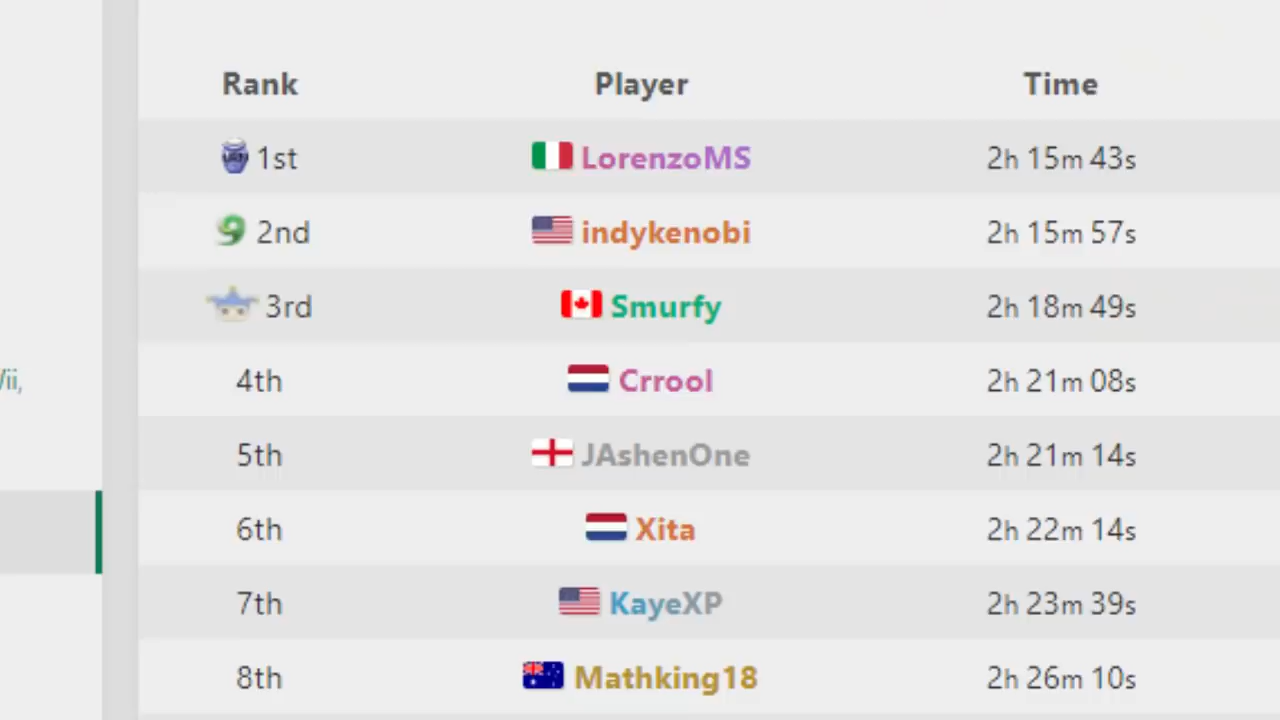 Rank Player Time
1st LorenzoMS 2h 15m 43s
2nd indykenobi 2h 15m 57s
3rd Smurfy 2h 18m 49s
4th Crrool 2h 21m 08s
ii,
5th JAshenOne 2h 21m 14s
6th Xita 2h 22m 14s
7th KayeXP 2h 23m 39s
8th Mathking18 2h 26m 10s